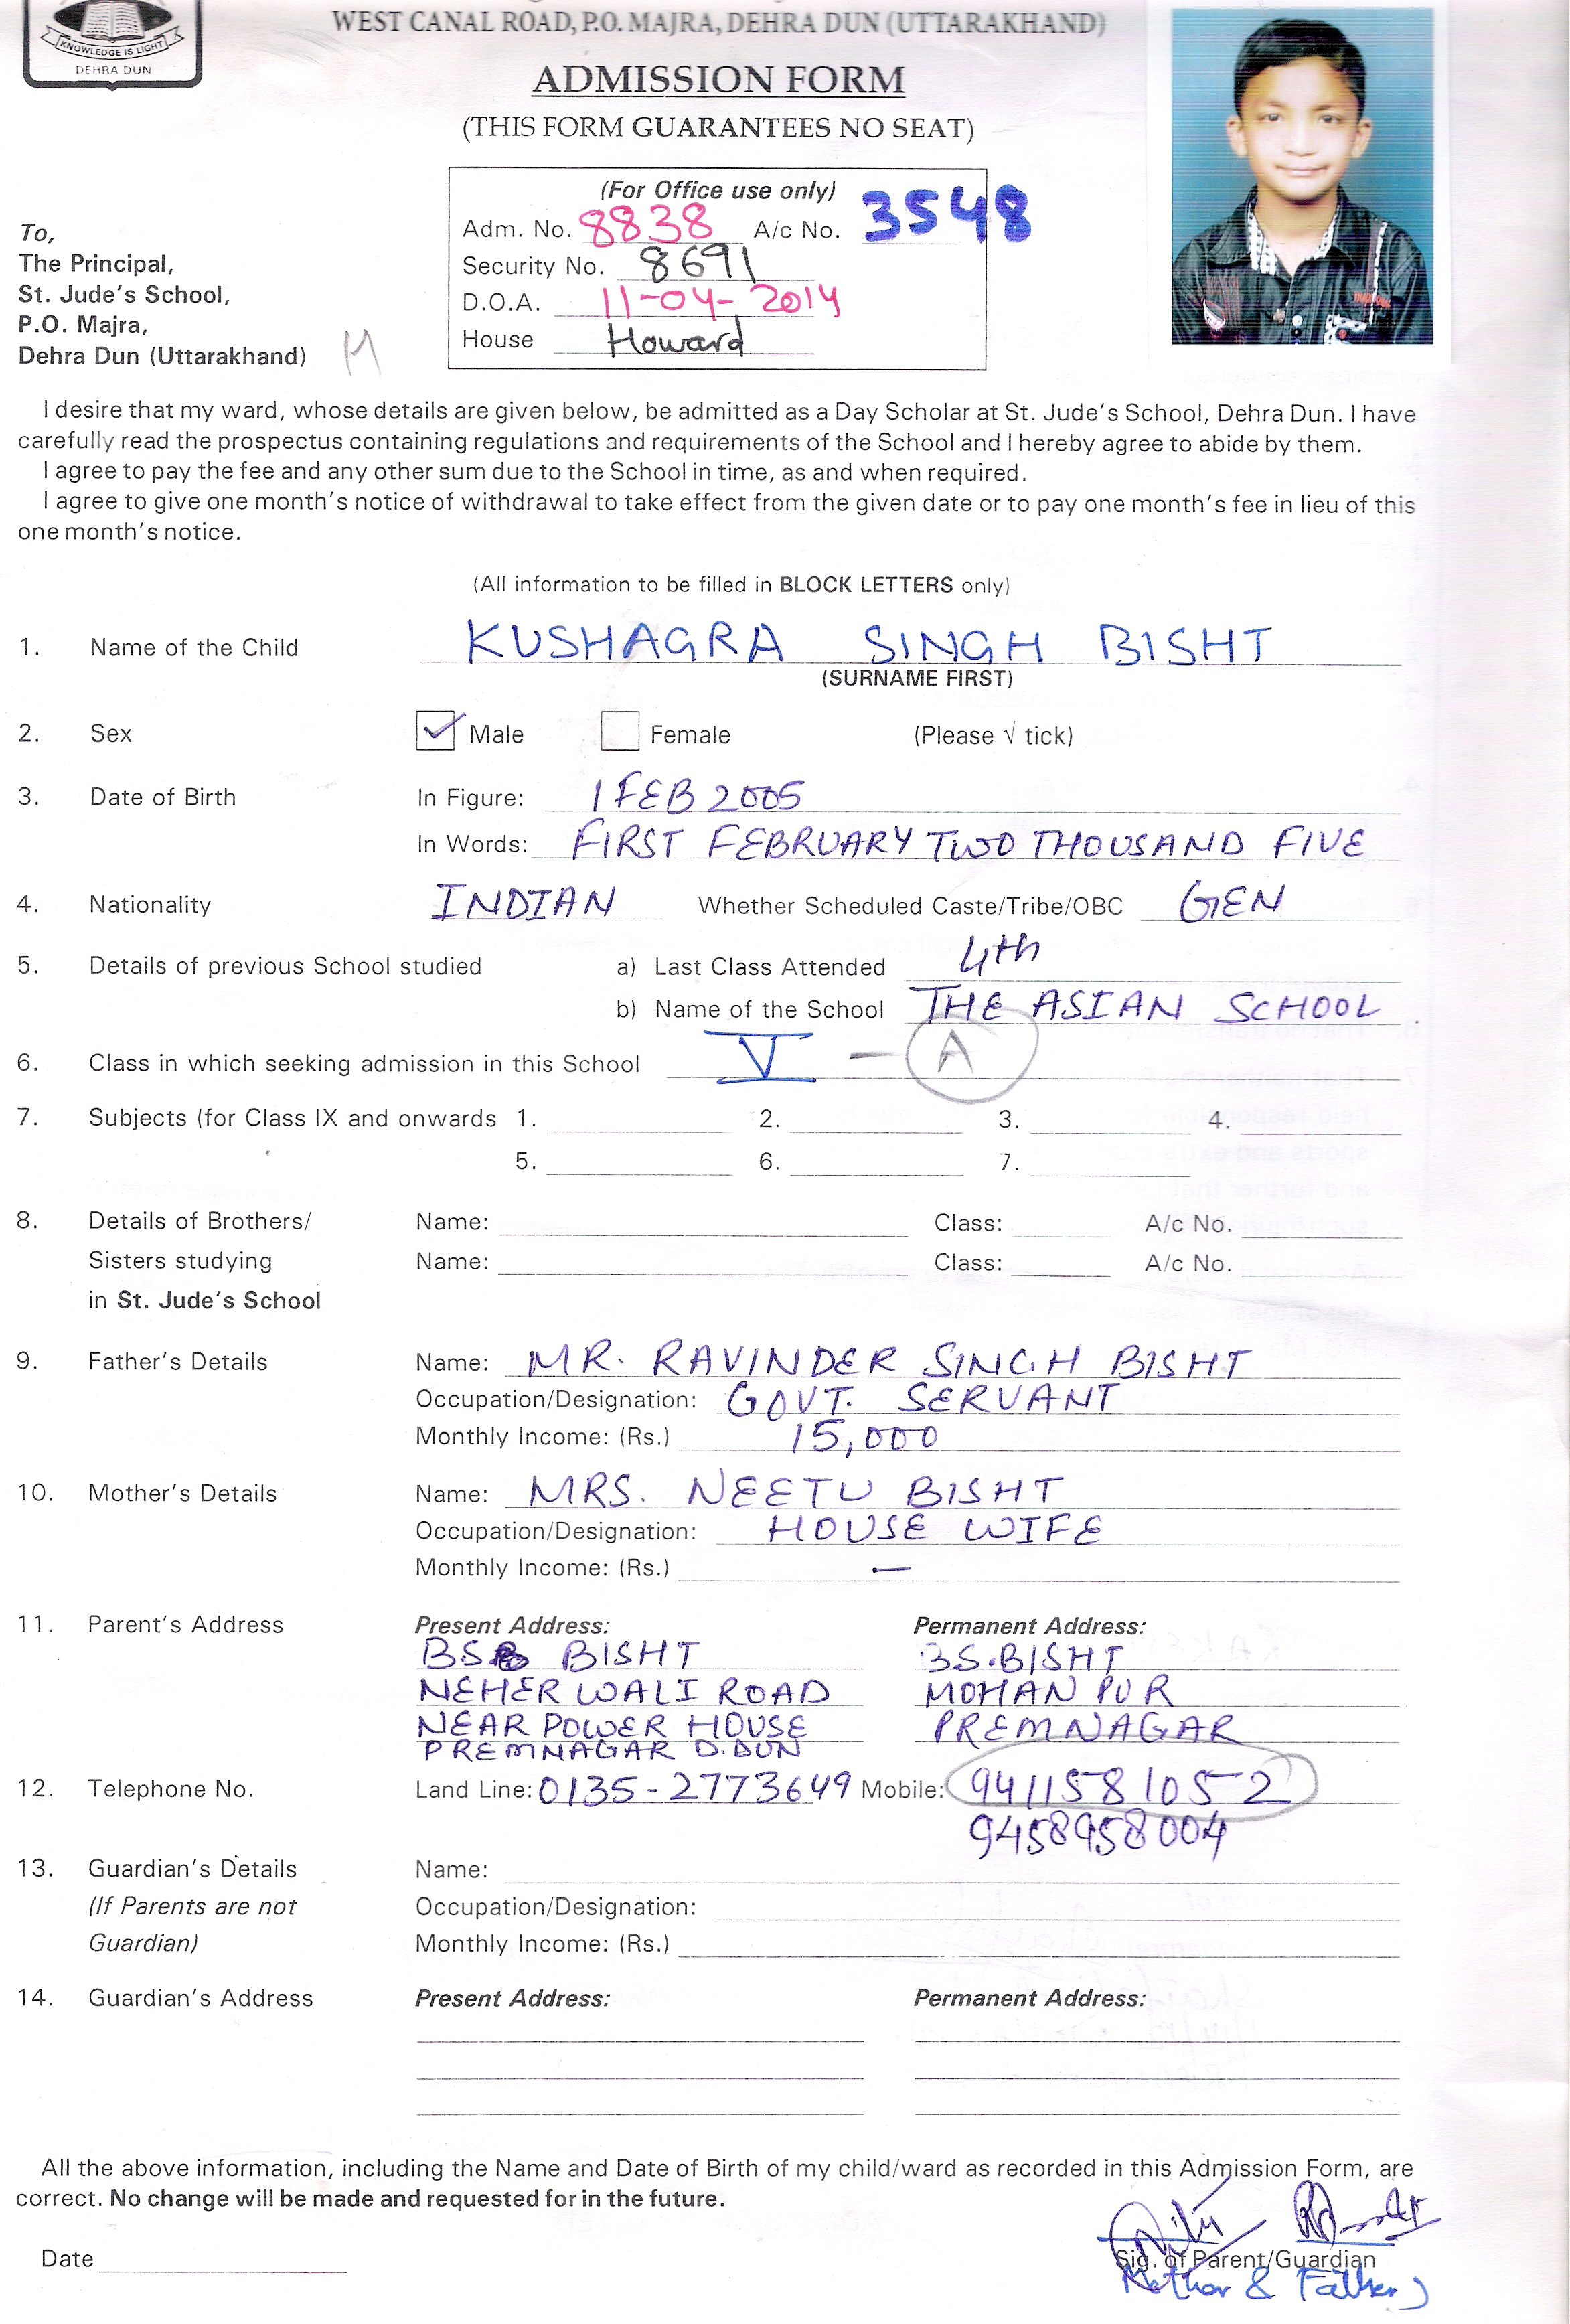 KNOWLEDGE IS LIGHT
DEHRA DUN
WEST CANAL ROAD, P.O. MAJRA, DEHRA DUN (UTTARAKHAND)
ADMISSION FORM
(THIS FORM GUARANTEES NO SEAT)
(For Office use only)
Adm. No. 8838 A/c No. 3548
Security No. 8691
D.O.A. 11-04-2014
House Howard
To,
The Principal,
St. Jude's School,
P.O. Majra,
Dehra Dun (Uttarakhand) M
I desire that my ward, whose details are given below, be admitted as a Day Scholar at St. Jude's School, Dehra Dun. I have
carefully read the prospectus containing regulations and requirements of the School and I hereby agree to abide by them.
I agree to pay the fee and any other sum due to the School in time, as and when required.
I agree to give one month's notice of withdrawal to take effect from the given date or to pay one month's fee in lieu of this
one month's notice.
(All information to be filled in BLOCK LETTERS only)
1. Name of the Child KUSHAGRA SINGH BISHT
(SURNAME FIRST)
2. Sex ✓ Male Female (Please √ tick)
3. Date of Birth In Figure: 1 FEB 2005
In Words: FIRST FEBRUARY TWO THOUSAND FIVE
4. Nationality INDIAN Whether Scheduled Caste/Tribe/OBC GEN
5. Details of previous School studied a) Last Class Attended 4th
b) Name of the School THE ASIAN SCHOOL
6. Class in which seeking admission in this School V - A
7. Subjects (for Class IX and onwards 1. 2. 3. 4.
5. 6. 7.
8. Details of Brothers/ Name: Class: A/c No.
Sisters studying Name: Class: A/c No.
in St. Jude's School
9. Father's Details Name: MR. RAVINDER SINGH BISHT
Occupation/Designation: GOVT. SERVANT
Monthly Income: (Rs.) 15,000
10. Mother's Details Name: MRS. NEETU BISHT
Occupation/Designation: HOUSE WIFE
Monthly Income: (Rs.) —
11. Parent's Address Present Address: Permanent Address:
B.S. BISHT B.S. BISHT
NEHER WALI ROAD MOHAN PUR
NEAR POWER HOUSE PREMNAGAR
PREMNAGAR D.DUN
12. Telephone No. Land Line: 0135-2773649 Mobile: 9411581052
9458958004
13. Guardian's Details Name:
(If Parents are not Occupation/Designation:
Guardian) Monthly Income: (Rs.)
14. Guardian's Address Present Address: Permanent Address:
All the above information, including the Name and Date of Birth of my child/ward as recorded in this Admission Form, are
correct. No change will be made and requested for in the future.
Date Sig. of Parent/Guardian
Mother & Father)